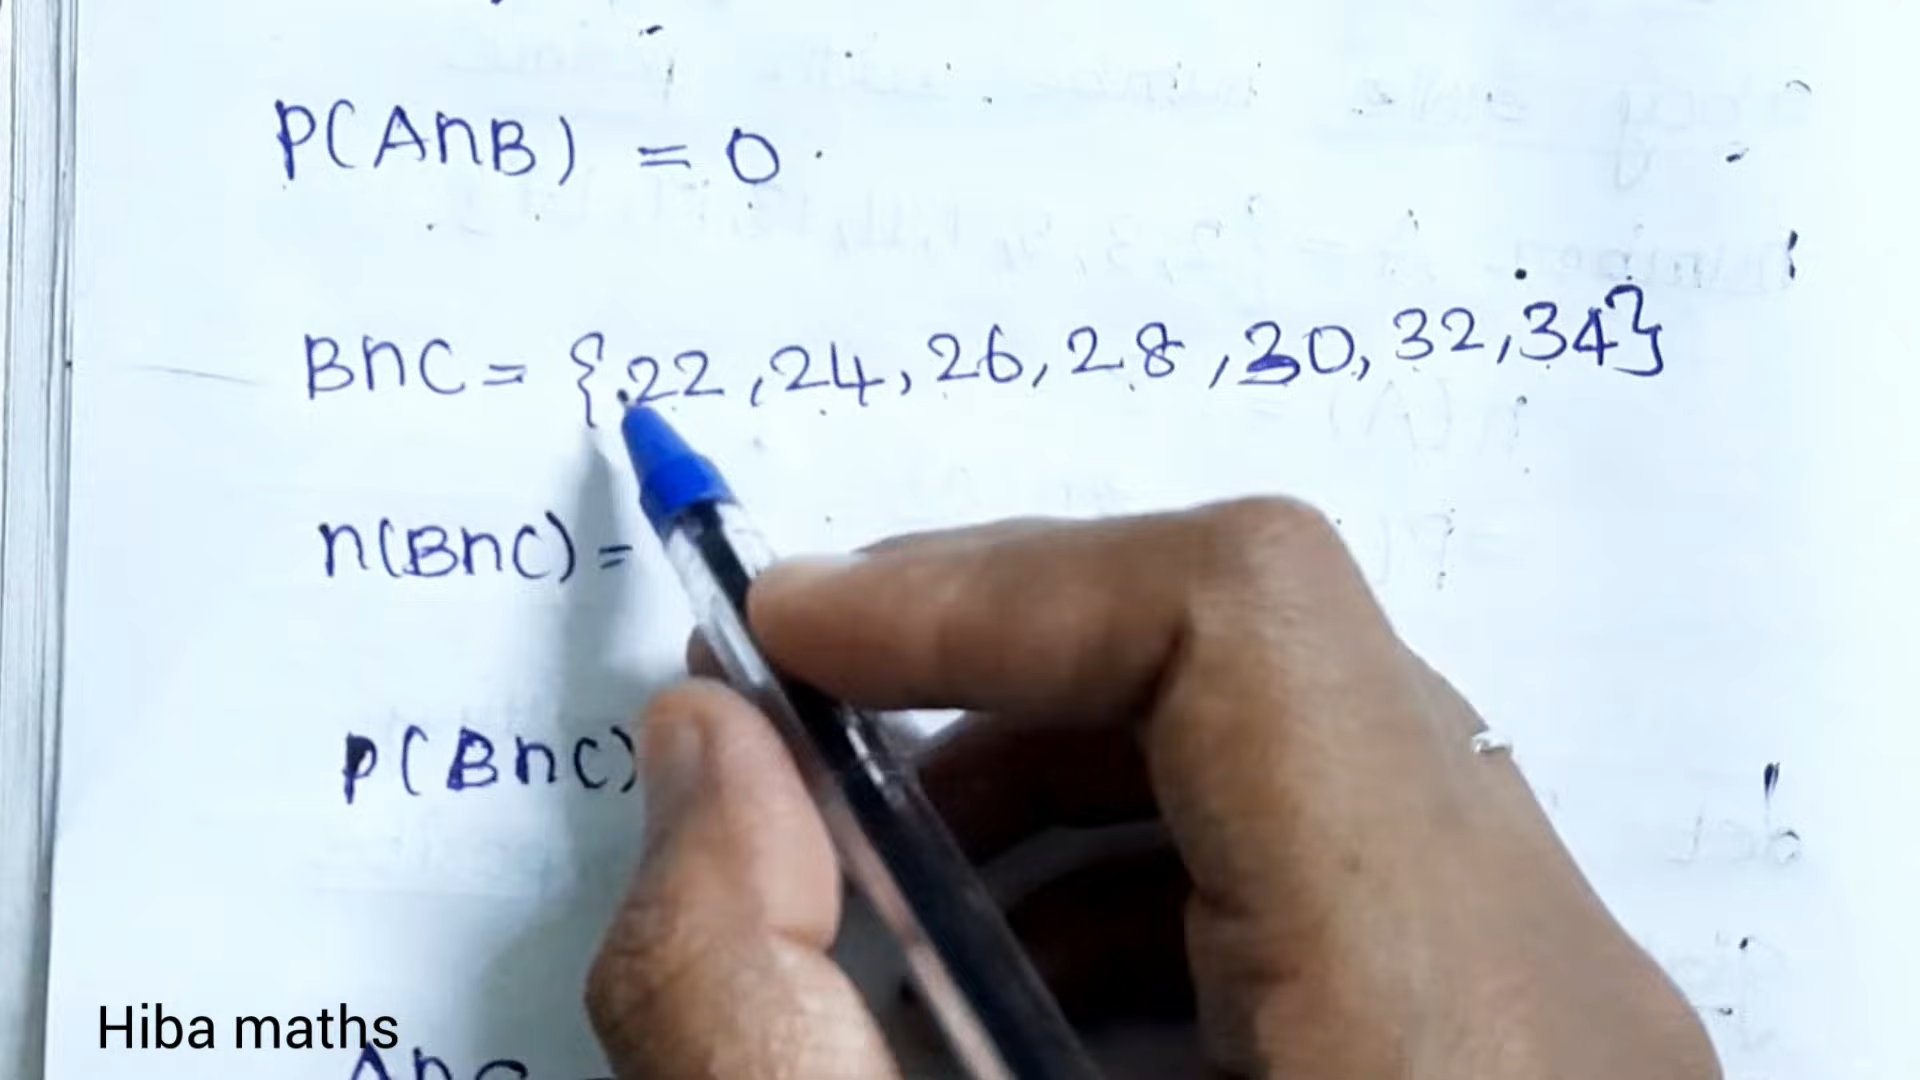 P(A∩B) = 0.
B∩C = {22, 24, 26, 28, 30, 32, 34}
n(B∩C) =
P(B∩C)
Hiba maths
A∩C =